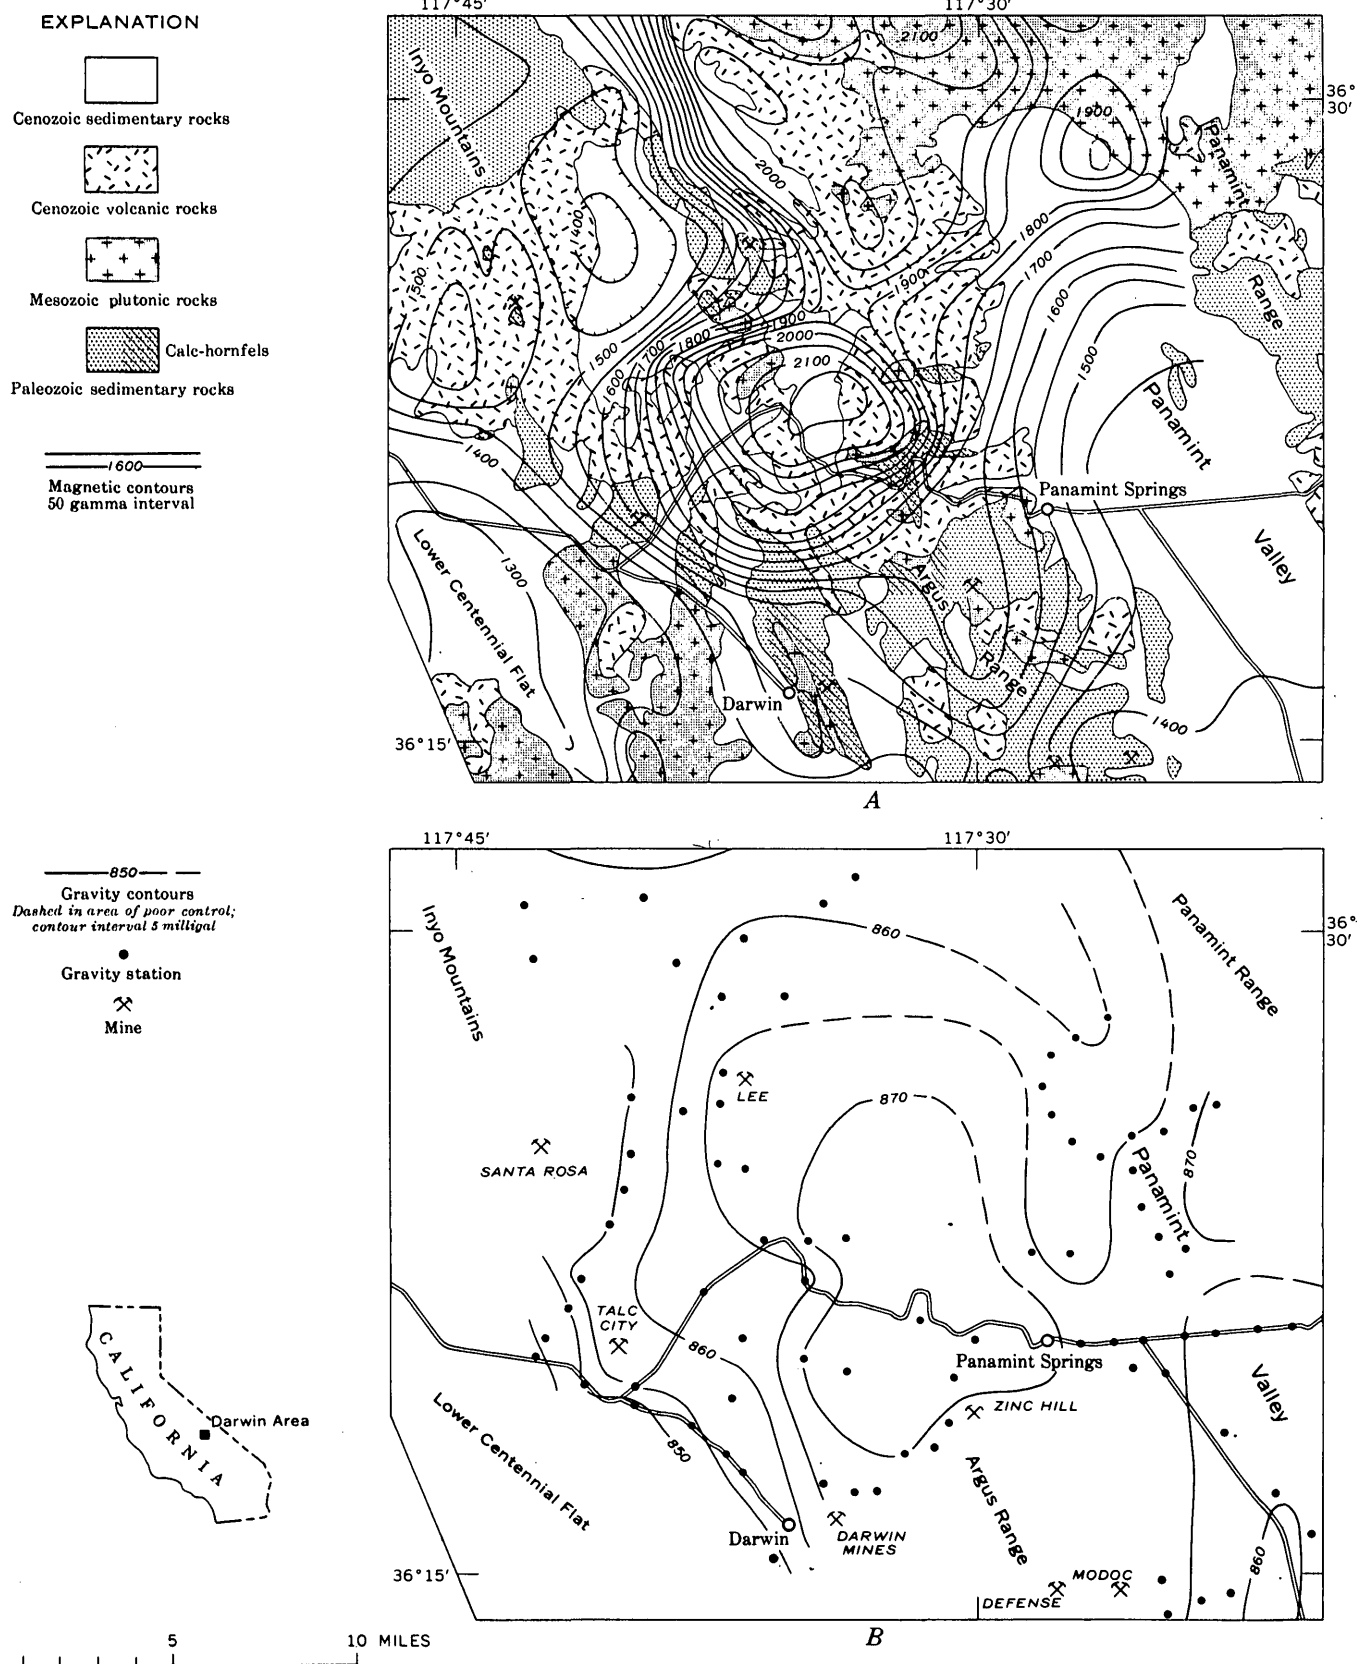 EXPLANATION
Cenozoic sedimentary rocks
Cenozoic volcanic rocks
Mesozoic plutonic rocks
Calc-hornfels
Paleozoic sedimentary rocks
1600
Magnetic contours
50 gamma interval
117°45'
117°30'
36°
30'
Inyo Mountains
2100
1900
Panamint
Range
2000
1400
1800
1700
1900
1600
1500
1500
1900
2000
1800
700
1500
600
2100
1400
Panamint
Panamint Springs
Valley
1300
Lower Centennial Flat
Argus
Range
Darwin
1400
36°15'
A
850
Gravity contours
Dashed in area of poor control;
contour interval 5 milligal
Gravity station
Mine
117°45'
117°30'
36°
30'
Inyo Mountains
860
Panamint Range
LEE
870
SANTA ROSA
Panamint
870
TALC
CITY
860
Panamint Springs
ZINC HILL
Valley
Lower Centennial Flat
850
Argus Range
Darwin
DARWIN
MINES
MODOC
DEFENSE
860
36°15'
B
CALIFORNIA
Darwin Area
5
10 MILES